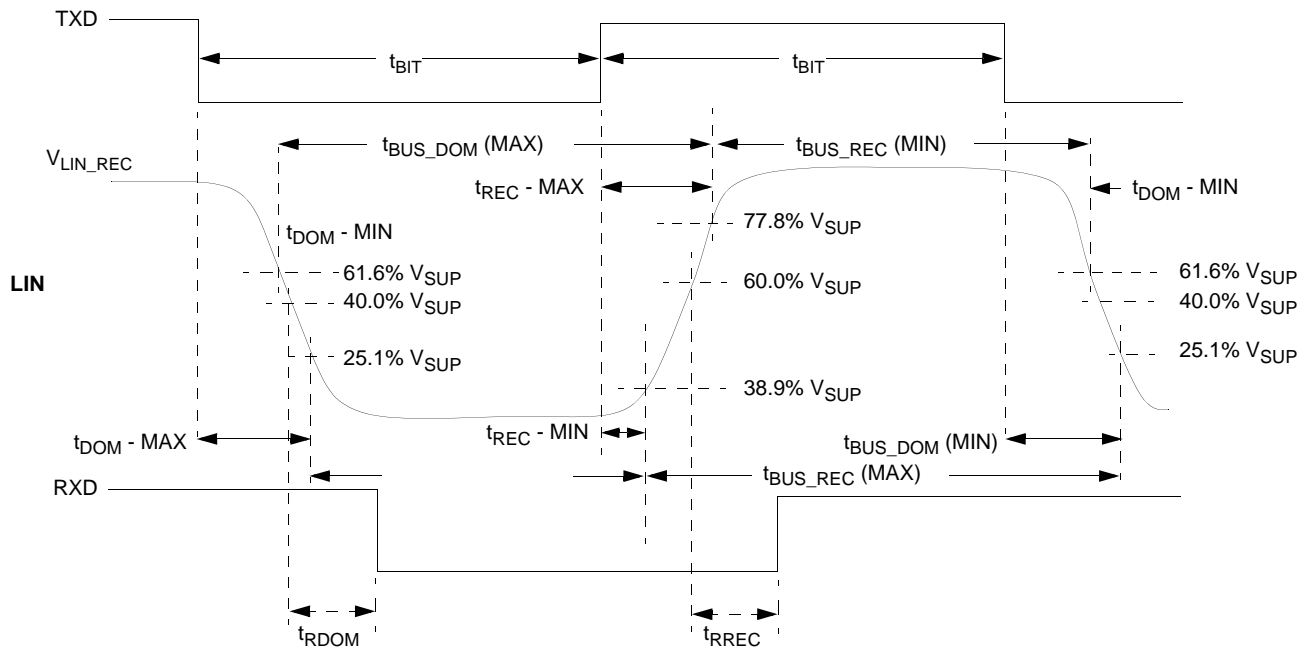 TXD
tBIT
tBIT
tBUS_DOM (MAX)
tBUS_REC (MIN)
VLIN_REC
tREC - MAX
tDOM - MIN
77.8% VSUP
tDOM - MIN
61.6% VSUP
60.0% VSUP
61.6% VSUP
LIN
40.0% VSUP
40.0% VSUP
25.1% VSUP
25.1% VSUP
38.9% VSUP
tDOM - MAX
tREC - MIN
tBUS_DOM (MIN)
tBUS_REC (MAX)
RXD
tRDOM
tRREC